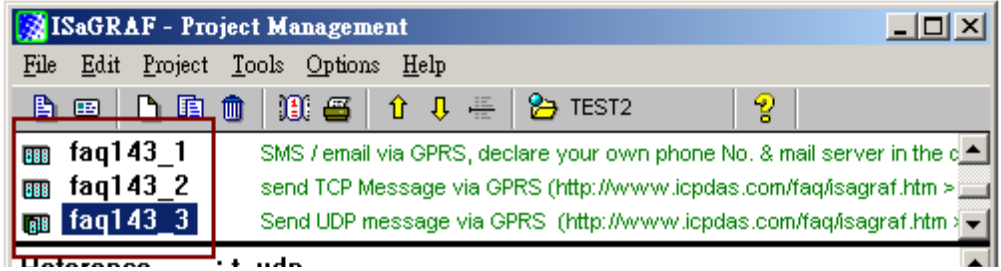 ISaGRAF - Project Management
File Edit Project Tools Options Help
TEST2
faq143_1 SMS / email via GPRS, declare your own phone No. & mail server in the c
faq143_2 send TCP Message via GPRS (http://www.icpdas.com/faq/isagraf.htm >
faq143_3 Send UDP message via GPRS (http://www.icpdas.com/faq/isagraf.htm >
Reference : t_udp